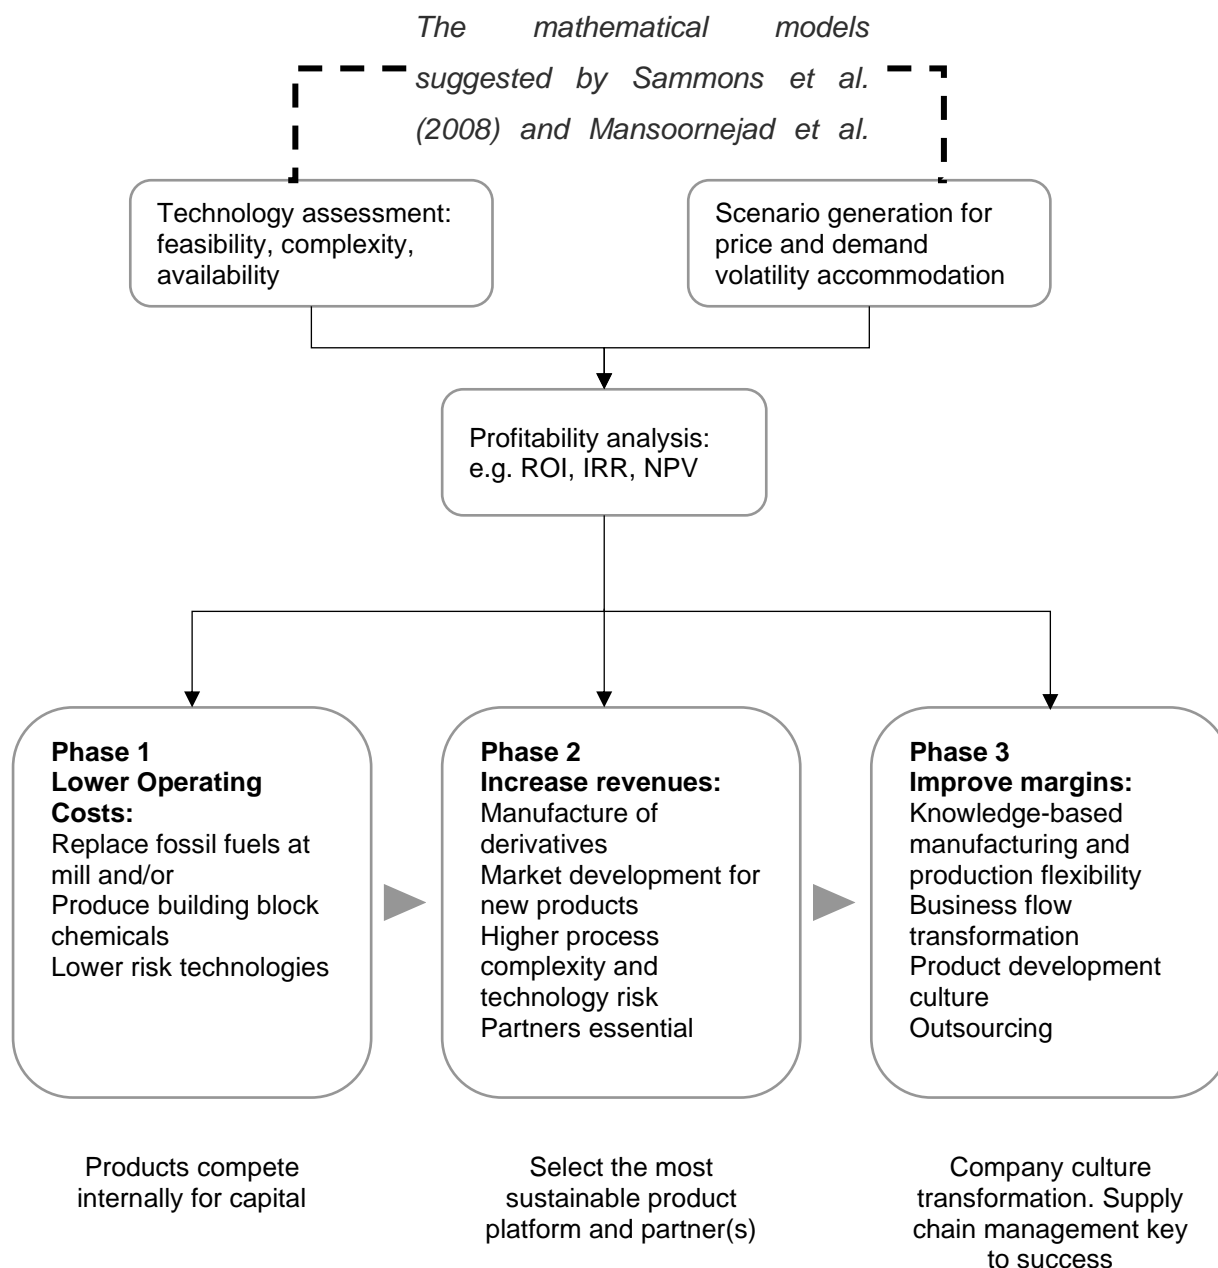 The mathematical models
suggested by Sammons et al.
(2008) and Mansoornejad et al.
Technology assessment:
feasibility, complexity,
availability
Scenario generation for
price and demand
volatility accommodation
Profitability analysis:
e.g. ROI, IRR, NPV
Phase 1
Lower Operating
Costs:
Replace fossil fuels at
mill and/or
Produce building block
chemicals
Lower risk technologies
Phase 2
Increase revenues:
Manufacture of
derivatives
Market development for
new products
Higher process
complexity and
technology risk
Partners essential
Phase 3
Improve margins:
Knowledge-based
manufacturing and
production flexibility
Business flow
transformation
Product development
culture
Outsourcing
Products compete
internally for capital
Select the most
sustainable product
platform and partner(s)
Company culture
transformation. Supply
chain management key
to success